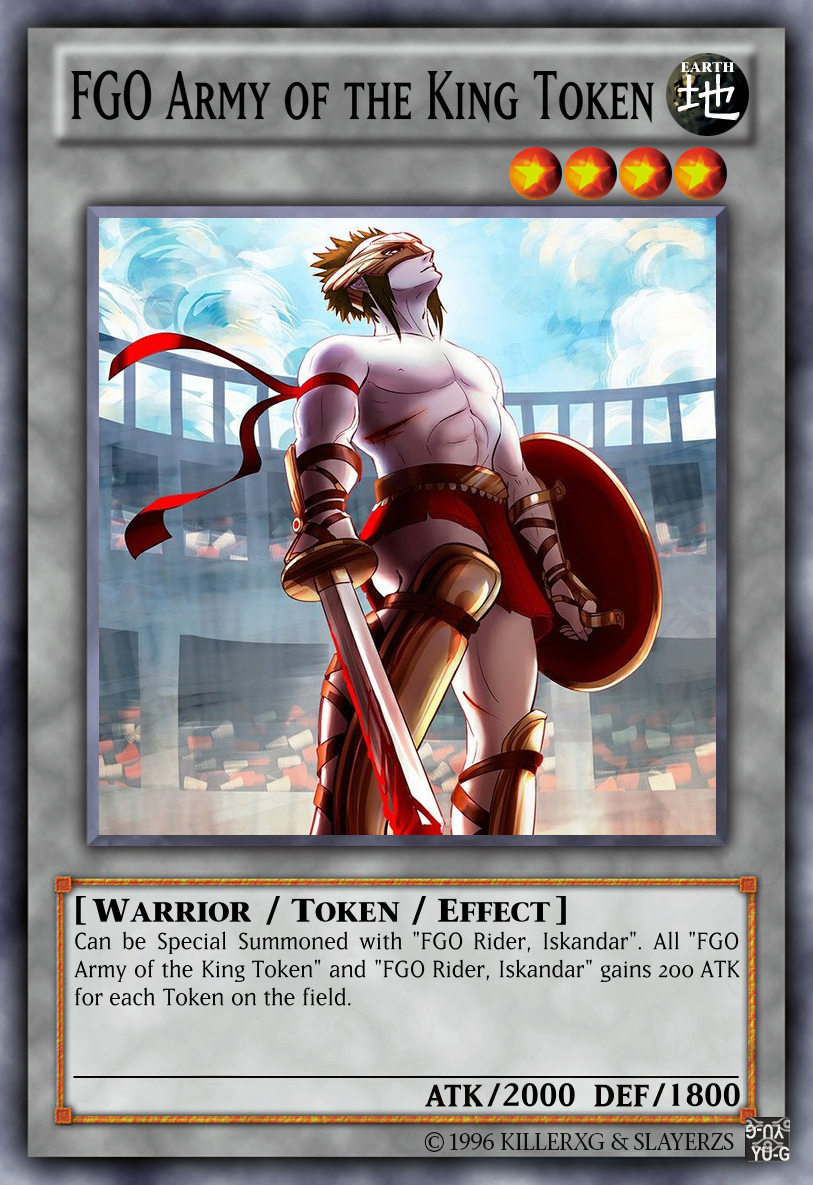 FGO Army of the King Token
EARTH
地
[ Warrior / Token / Effect ]
Can be Special Summoned with "FGO Rider, Iskandar". All "FGO
Army of the King Token" and "FGO Rider, Iskandar" gains 200 ATK
for each Token on the field.
ATK/2000 DEF/1800
© 1996 KILLERXG & SLAYERZS
YU-G